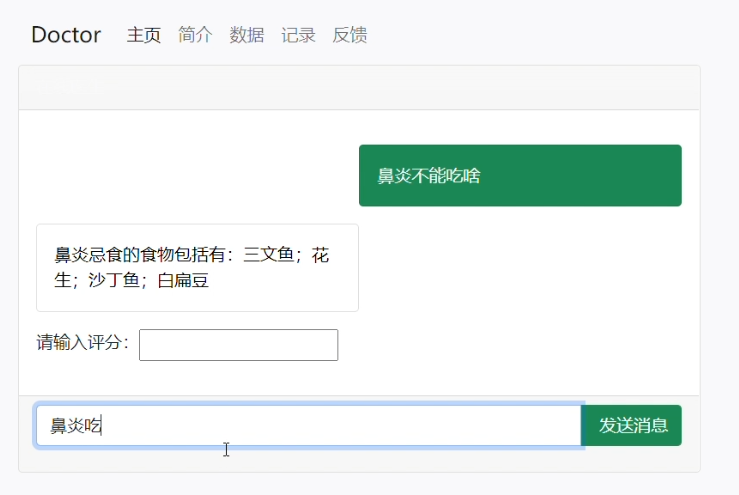 Doctor 主页 简介 数据 记录 反馈
鼻炎不能吃啥
鼻炎忌食的食物包括有：三文鱼；花
生；沙丁鱼；白扁豆
请输入评分：
鼻炎吃 发送消息